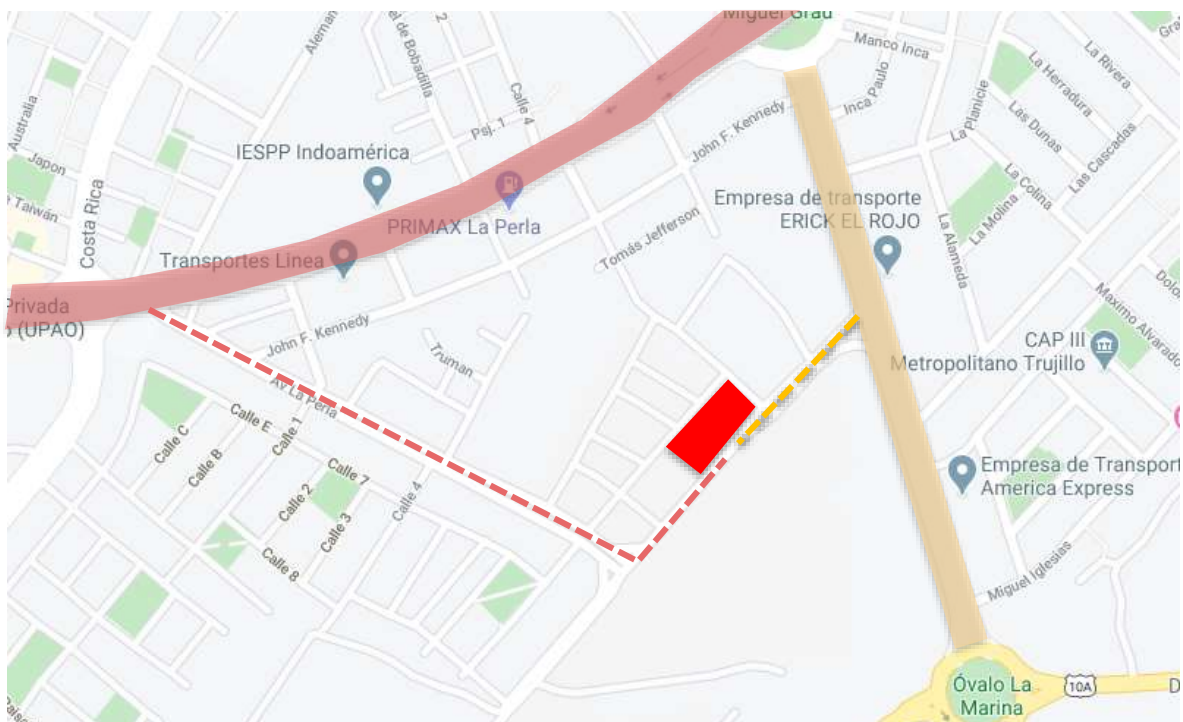 Miguel Grau
Manco Inca
La Rivera
La Herradura
Inca Paulo
La Planicie
Las Dunas
Las Cascadas
La Colina
La Molina
La Alameda
Australia
Japon
Taiwán
Costa Rica
de Bobadilla
2
Calle 4
Psj. 1
IESPP Indoamérica
PRIMAX La Perla
Transportes Linea
John F. Kennedy
John F. Kennedy
Tomás Jefferson
Empresa de transporte
ERICK EL ROJO
Privada
(UPAO)
Truman
Av La Perla
Calle E
Calle C
Calle B
Calle 1
Calle 7
Calle 2
Calle 3
Calle 4
Calle 8
Maximo Alvarado
CAP III
Metropolitano Trujillo
Empresa de Transport
America Express
Miguel Iglesias
Óvalo La
Marina
10A
D